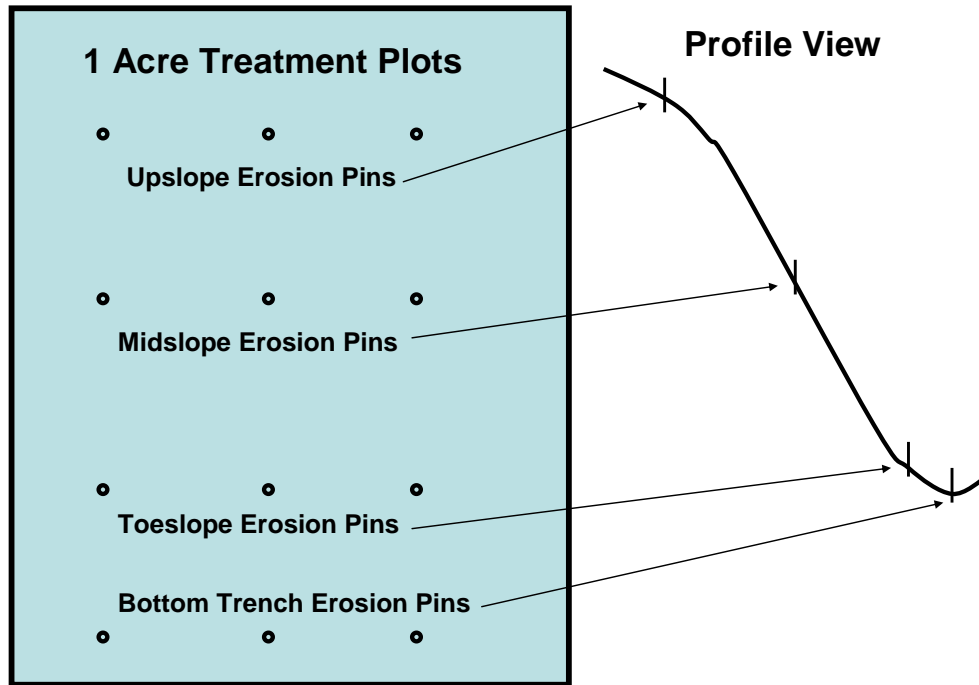 1 Acre Treatment Plots
Profile View
Upslope Erosion Pins
Midslope Erosion Pins
Toeslope Erosion Pins
Bottom Trench Erosion Pins